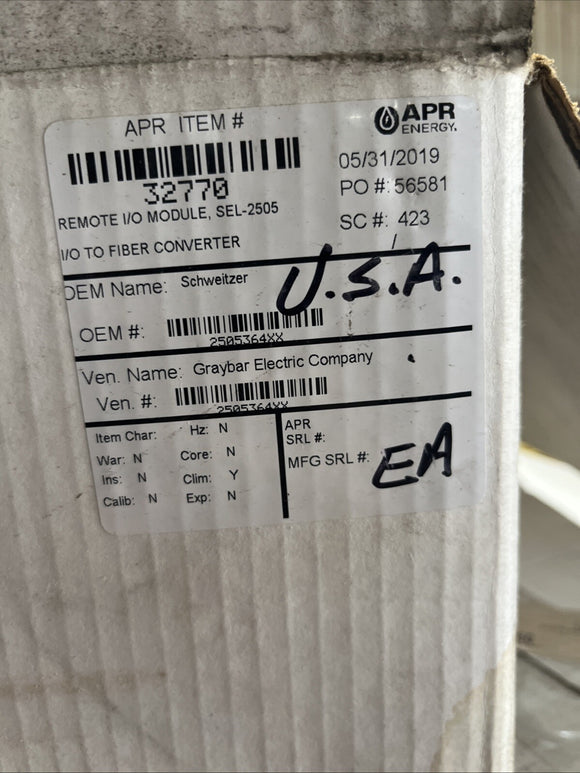 APR ITEM #
APR
ENERGY.
32770
05/31/2019
PO #: 56581
SC #: 423
REMOTE I/O MODULE, SEL-2505
I/O TO FIBER CONVERTER
/
OEM Name: Schweitzer
U.S.A.
OEM #:
2505364XX
Ven. Name: Graybar Electric Company
Ven. #:
2505364XX
Item Char: Hz: N
War: N Core: N
Ins: N Clim: Y
Calib: N Exp: N
APR
SRL #:
MFG SRL #: EA